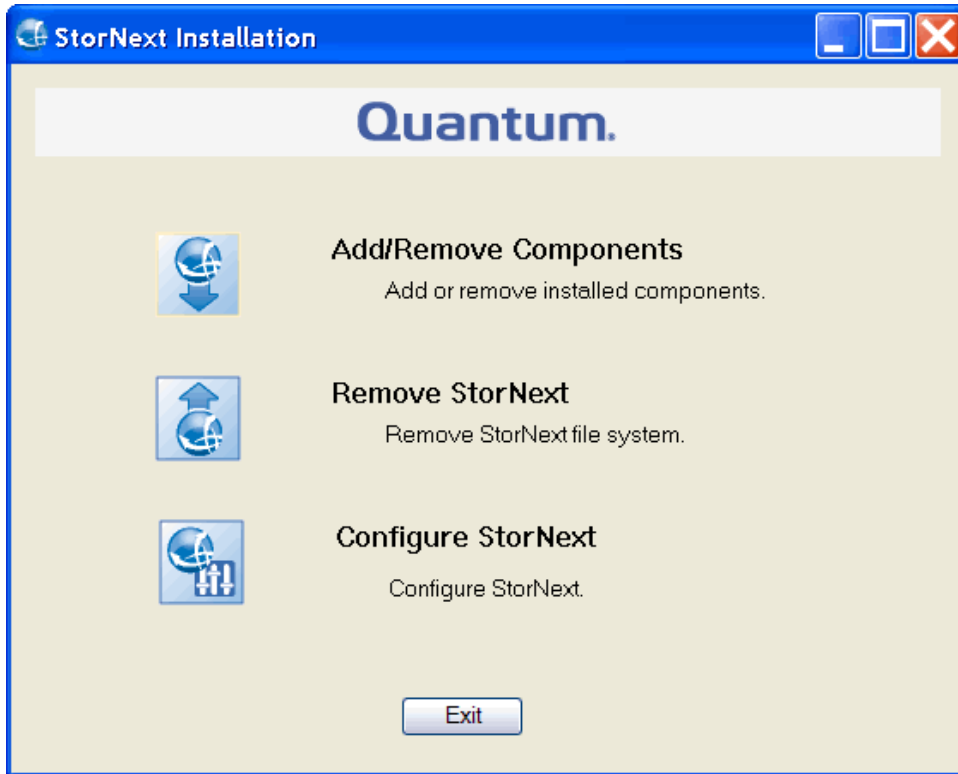 StorNext Installation
Quantum®
Add/Remove Components
Add or remove installed components.
Remove StorNext
Remove StorNext file system.
Configure StorNext
Configure StorNext.
Exit